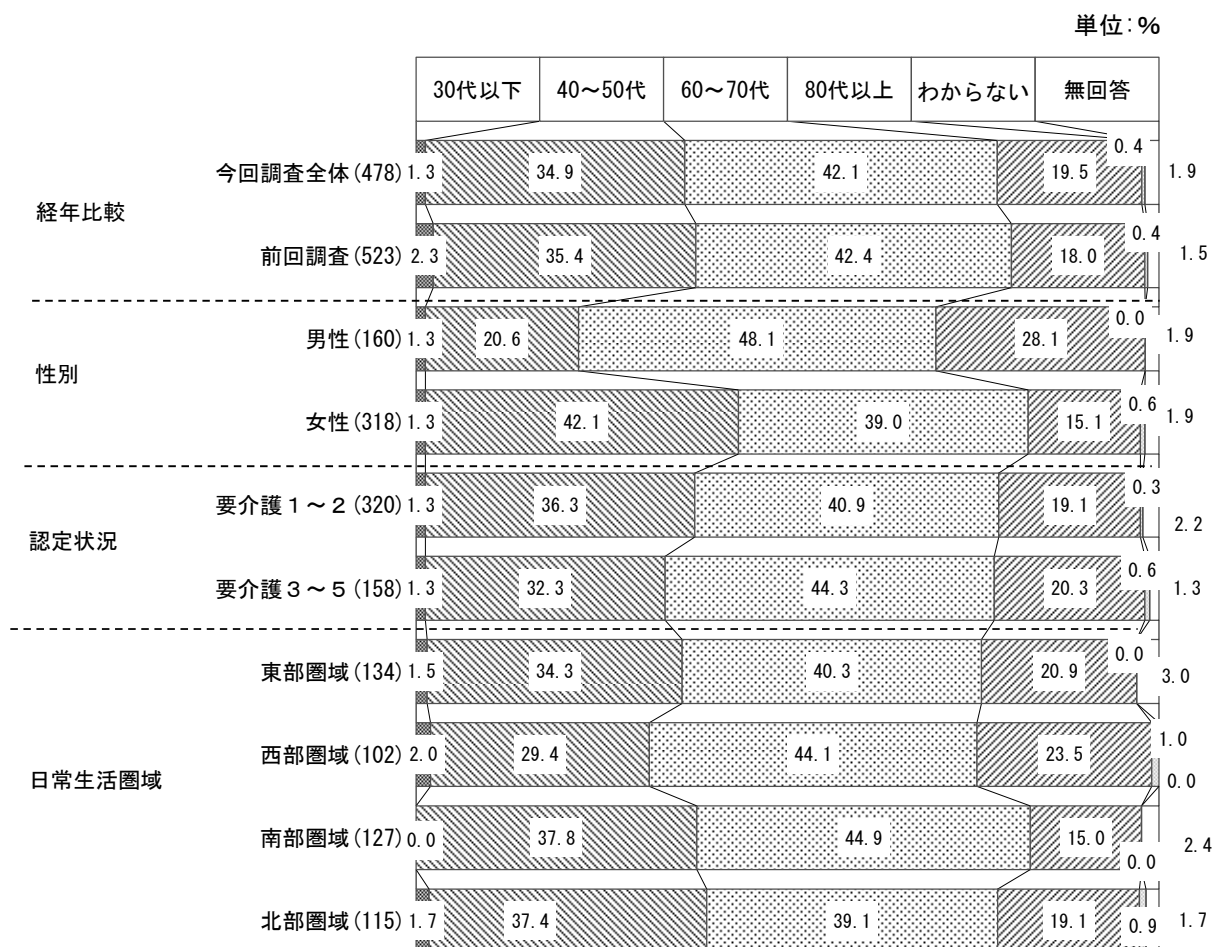 単位：%
30代以下 40～50代 60～70代 80代以上 わからない 無回答
経年比較
今回調査全体(478) 1.3 34.9 42.1 19.5 0.4 1.9
前回調査(523) 2.3 35.4 42.4 18.0 0.4 1.5
性別
男性(160) 1.3 20.6 48.1 28.1 0.0 1.9
女性(318) 1.3 42.1 39.0 15.1 0.6 1.9
認定状況
要介護１～２(320) 1.3 36.3 40.9 19.1 0.3 2.2
要介護３～５(158) 1.3 32.3 44.3 20.3 0.6 1.3
日常生活圏域
東部圏域(134) 1.5 34.3 40.3 20.9 0.0 3.0
西部圏域(102) 2.0 29.4 44.1 23.5 1.0 0.0
南部圏域(127) 0.0 37.8 44.9 15.0 0.0 2.4
北部圏域(115) 1.7 37.4 39.1 19.1 0.9 1.7